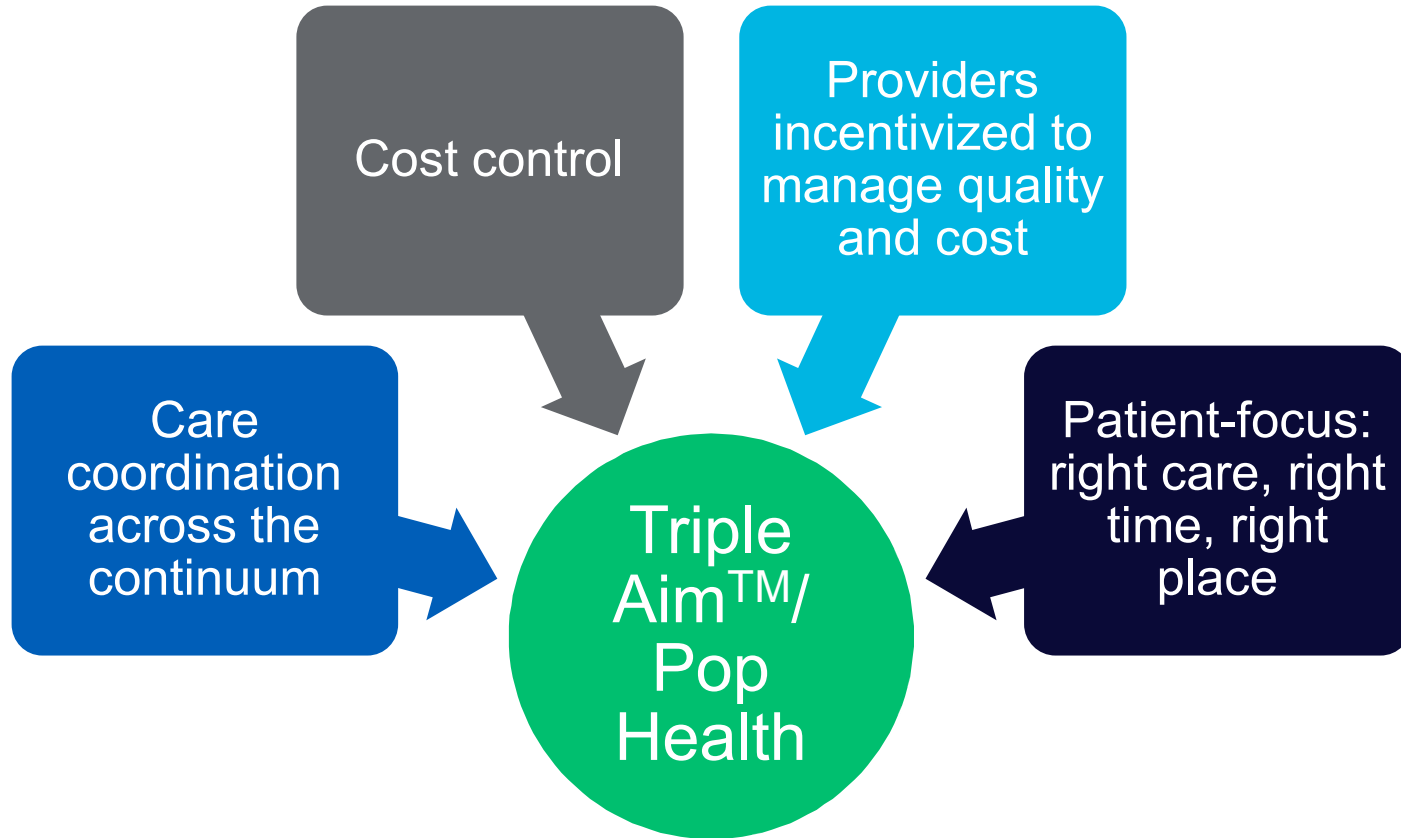 Cost control
Providers
incentivized to
manage quality
and cost
Care
coordination
across the
continuum
Patient-focus:
right care, right
time, right
place
Triple
Aim™/
Pop
Health